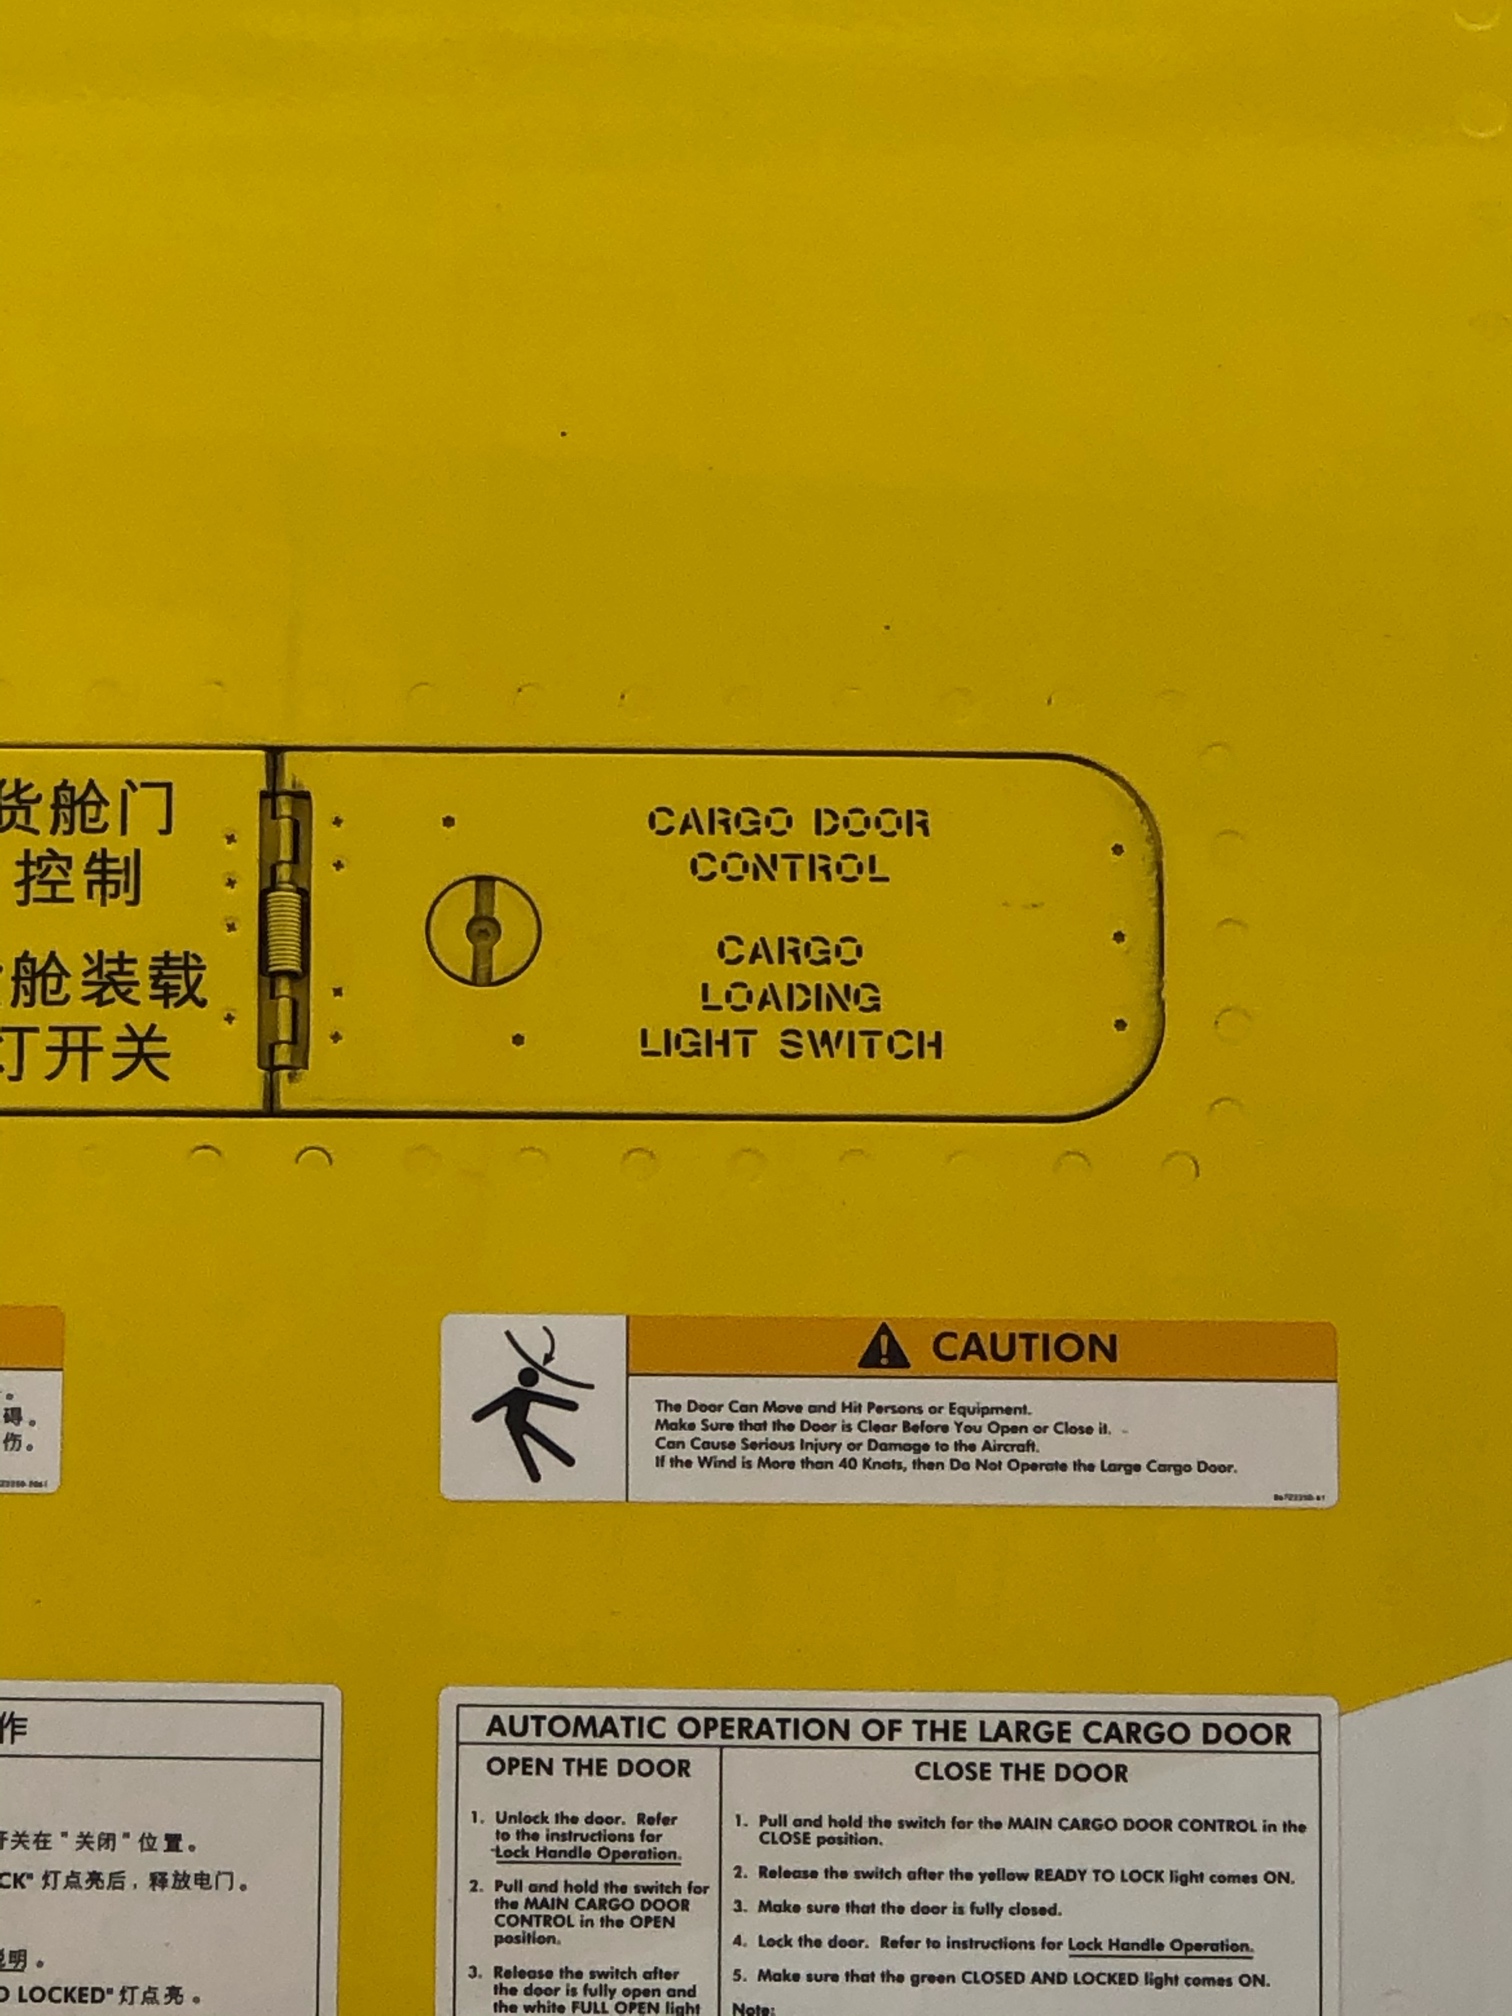 货舱门
控制
舱装载
灯开关
CARGO DOOR
CONTROL
CARGO
LOADING
LIGHT SWITCH
。
碍。
伤。
CAUTION
The Door Can Move and Hit Persons or Equipment.
Make Sure that the Door is Clear Before You Open or Close it.
Can Cause Serious Injury or Damage to the Aircraft.
If the Wind is More than 40 Knots, then Do Not Operate the Large Cargo Door.
作
开关在"关闭"位置。
CK"灯点亮后，释放电门。
说明。
D LOCKED"灯点亮。
AUTOMATIC OPERATION OF THE LARGE CARGO DOOR
OPEN THE DOOR
1. Unlock the door. Refer
to the instructions for
Lock Handle Operation.
2. Pull and hold the switch for
the MAIN CARGO DOOR
CONTROL in the OPEN
position.
3. Release the switch after
the door is fully open and
the white FULL OPEN light
CLOSE THE DOOR
1. Pull and hold the switch for the MAIN CARGO DOOR CONTROL in the
CLOSE position.
2. Release the switch after the yellow READY TO LOCK light comes ON.
3. Make sure that the door is fully closed.
4. Lock the door. Refer to instructions for Lock Handle Operation.
5. Make sure that the green CLOSED AND LOCKED light comes ON.
Note: